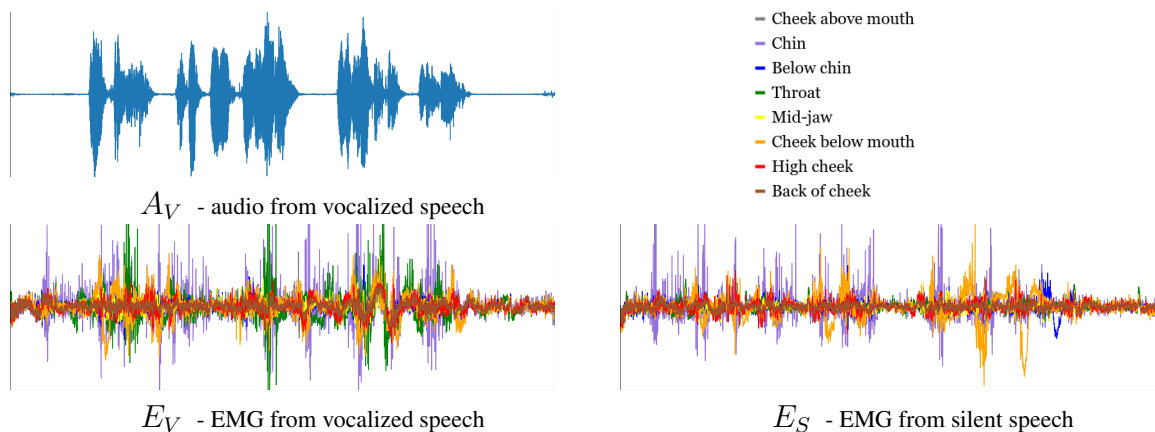 Cheek above mouth
Chin
Below chin
Throat
Mid-jaw
Cheek below mouth
High cheek
Back of cheek
A_V - audio from vocalized speech
E_V - EMG from vocalized speech
E_S - EMG from silent speech